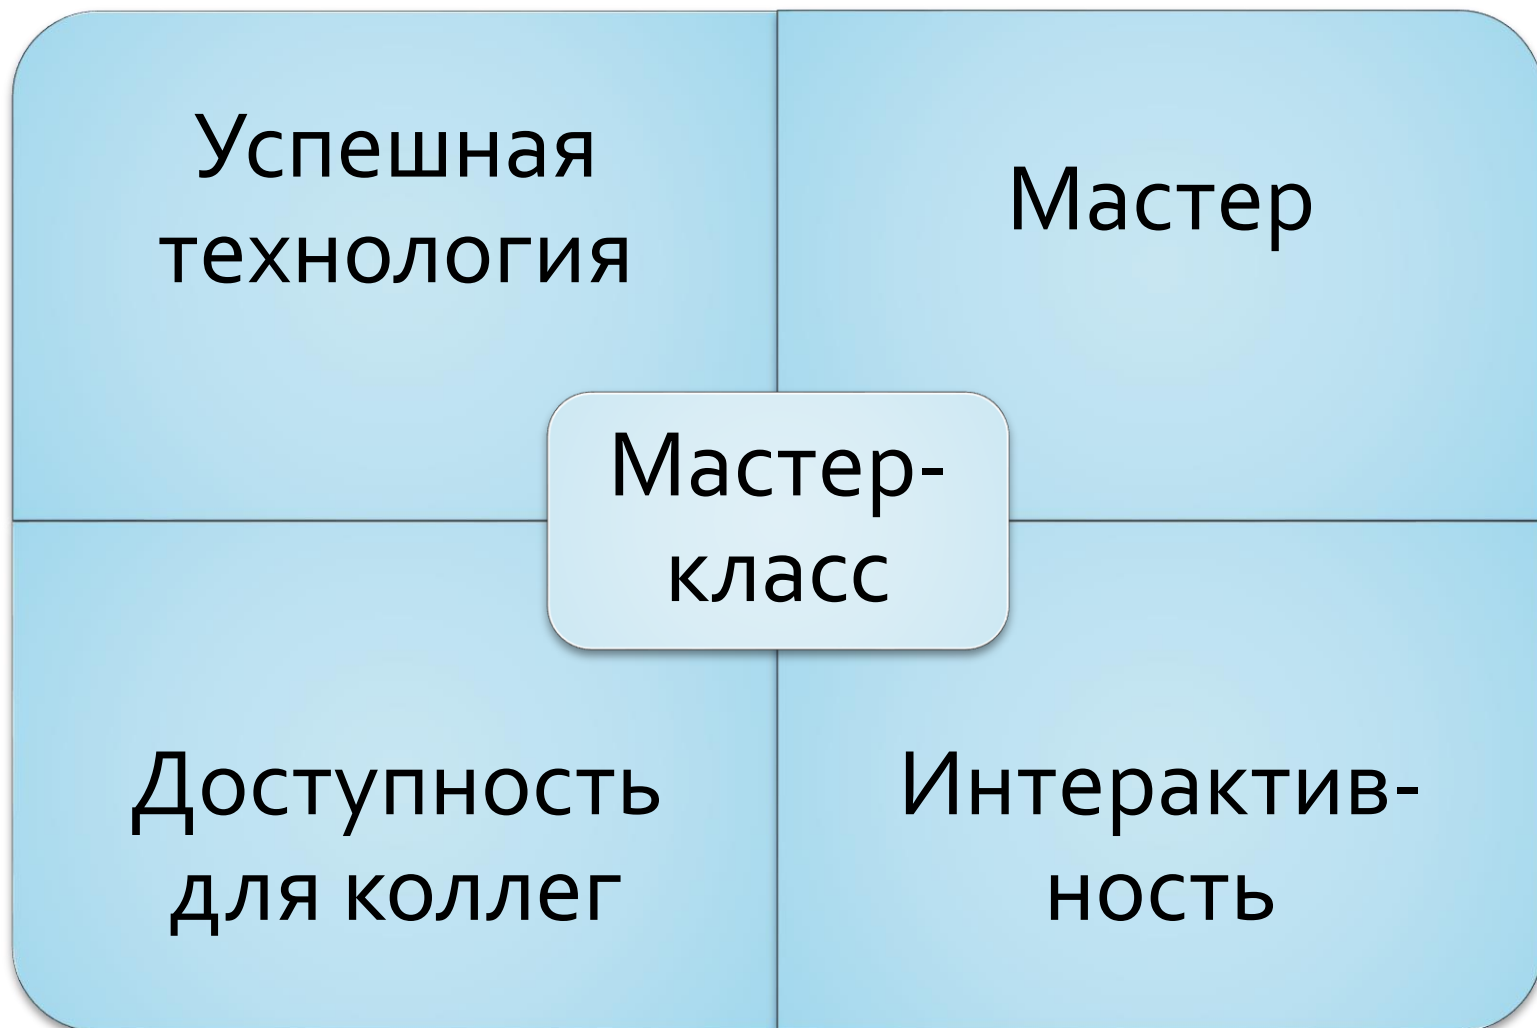 Успешная
технология
Мастер
Мастер-
класс
Доступность
для коллег
Интерактив-
ность